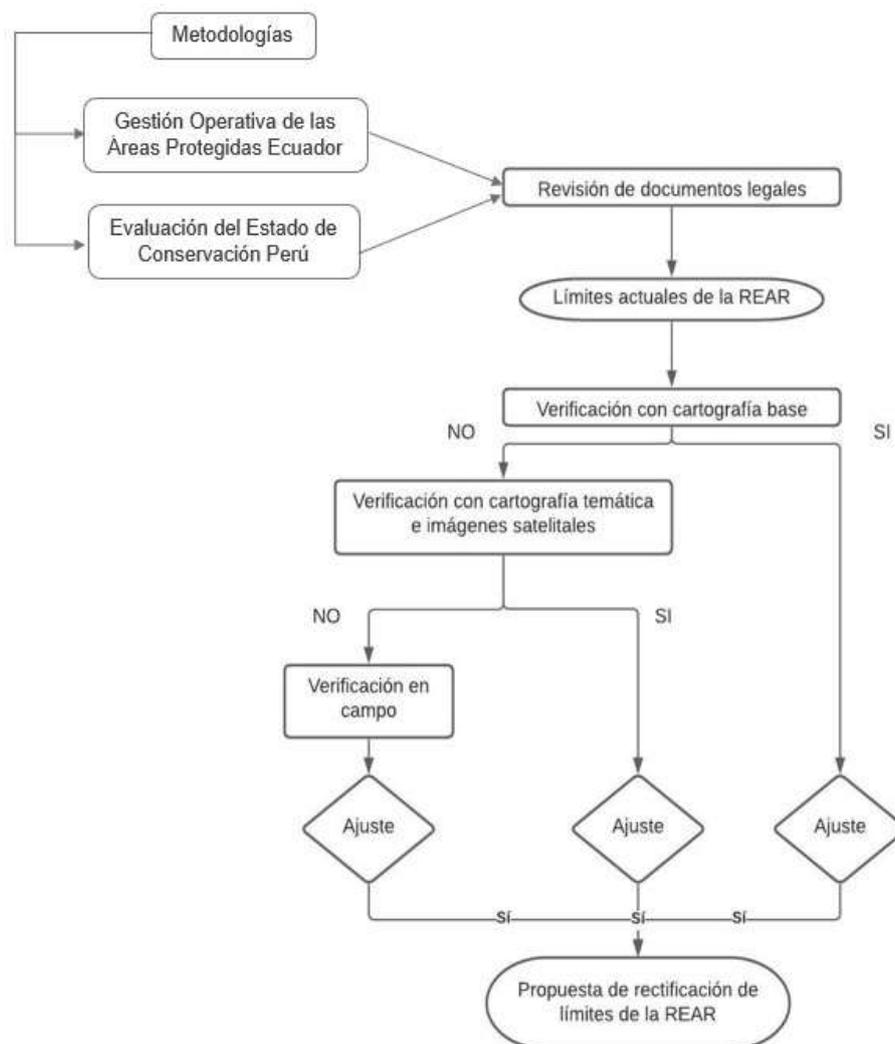 Metodologías
Gestión Operativa de las
Áreas Protegidas Ecuador
Evaluación del Estado de
Conservación Perú
Revisión de documentos legales
Límites actuales de la REAR
Verificación con cartografía base
NO
SI
Verificación con cartografía temática
e imágenes satelitales
NO
SI
Verificación en
campo
Ajuste
Ajuste
Ajuste
Sí
Sí
Sí
Propuesta de rectificación de
límites de la REAR